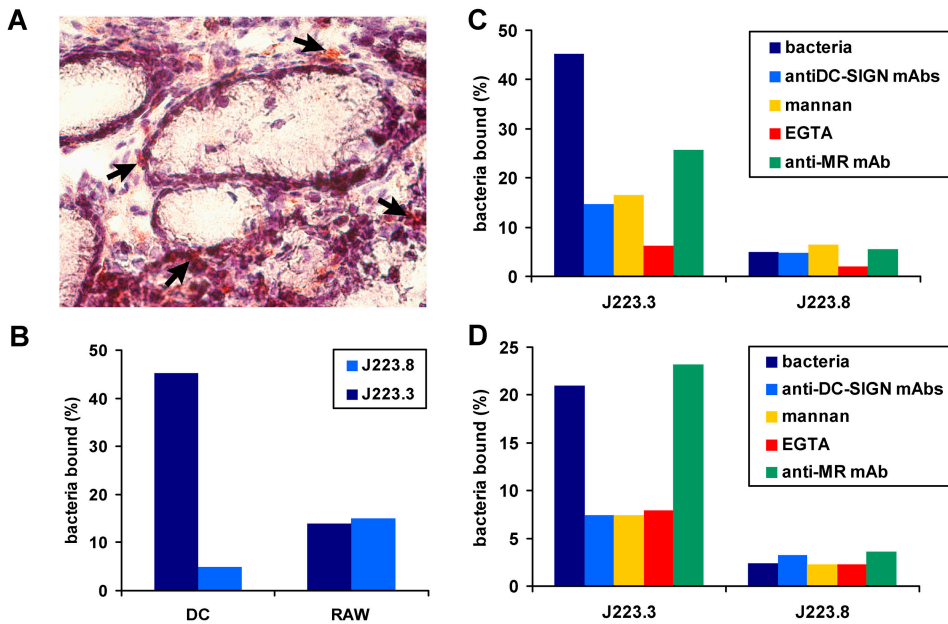 A
B
bacteria bound (%)
50
40
30
20
10
0
DC
RAW
J223.8
J223.3
C
bacteria bound (%)
50
40
30
20
10
0
J223.3
J223.8
bacteria
antiDC-SIGN mAbs
mannan
EGTA
anti-MR mAb
D
bacteria bound (%)
25
20
15
10
5
0
J223.3
J223.8
bacteria
anti-DC-SIGN mAbs
mannan
EGTA
anti-MR mAb